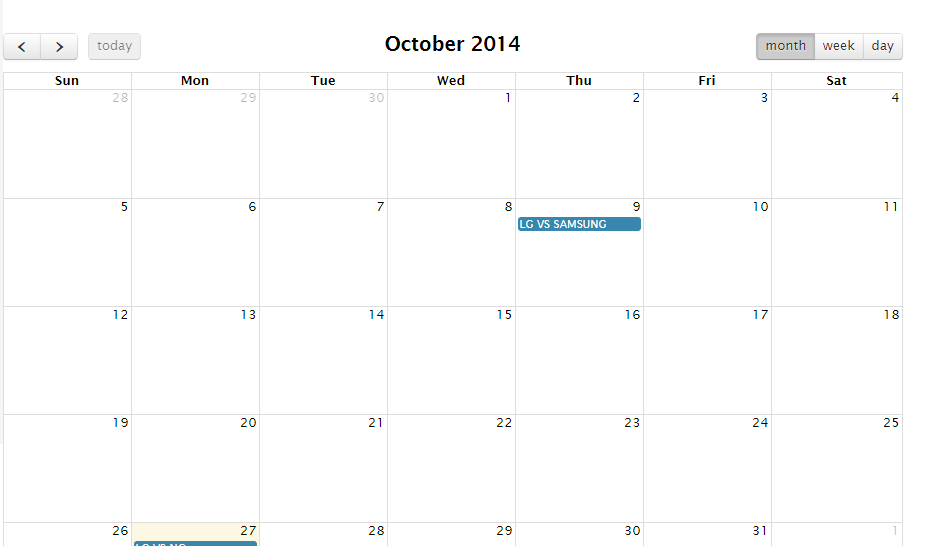 today October 2014 month week day
Sun Mon Tue Wed Thu Fri Sat
28 29 30 1 2 3 4
5 6 7 8 9 10 11
LG VS SAMSUNG
12 13 14 15 16 17 18
19 20 21 22 23 24 25
26 27 28 29 30 31 1
LG VS